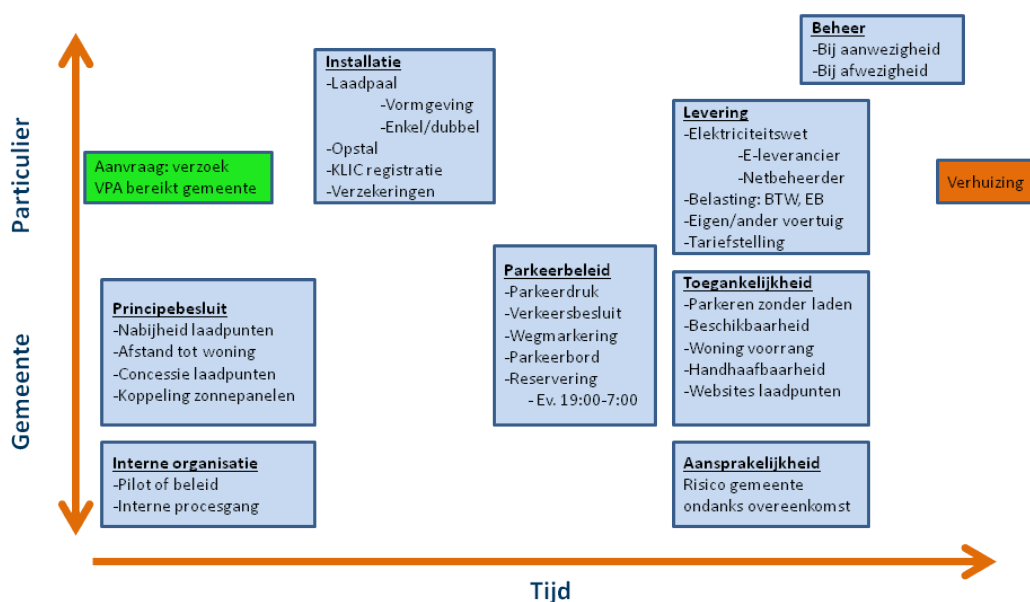 Particulier
Gemeente
Aanvraag: verzoek
VPA bereikt gemeente
Principebesluit
-Nabijheid laadpunten
-Afstand tot woning
-Concessie laadpunten
-Koppeling zonnepanelen
Interne organisatie
-Pilot of beleid
-Interne procesgang
Installatie
-Laadpaal
-Vormgeving
-Enkel/dubbel
-Opstal
-KLIC registratie
-Verzekeringen
Parkeerbeleid
-Parkeerdruk
-Verkeersbesluit
-Wegmarkering
-Parkeerbord
-Reservering
- Ev. 19:00-7:00
Beheer
-Bij aanwezigheid
-Bij afwezigheid
Levering
-Elektriciteitswet
-E-leverancier
-Netbeheerder
-Belasting: BTW, EB
-Eigen/ander voertuig
-Tariefstelling
Toegankelijkheid
-Parkeren zonder laden
-Beschikbaarheid
-Woning voorrang
-Handhaafbaarheid
-Websites laadpunten
Aansprakelijkheid
Risico gemeente
ondanks overeenkomst
Verhuizing
Tijd